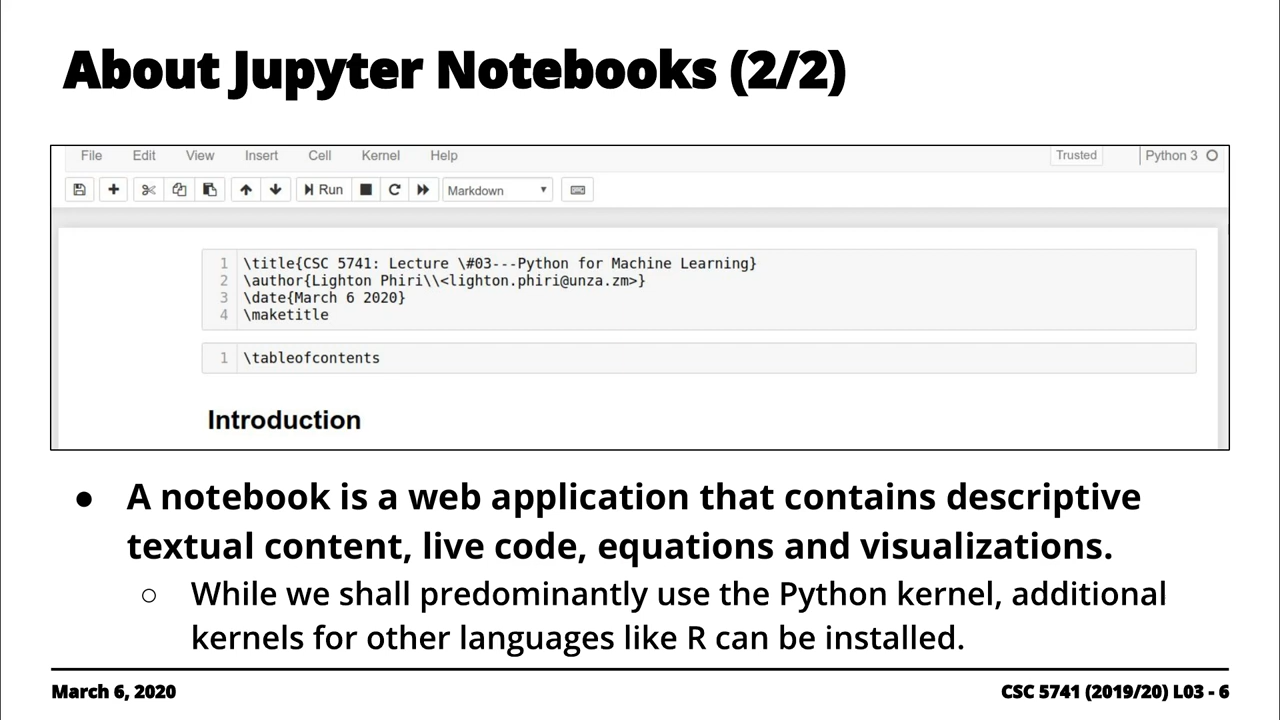 About Jupyter Notebooks (2/2)
File Edit View Insert Cell Kernel Help Trusted Python 3
Run Markdown
1 \title{CSC 5741: Lecture \#03---Python for Machine Learning}
2 \author{Lighton Phiri\\<lighton.phiri@unza.zm>}
3 \date{March 6 2020}
4 \maketitle
1 \tableofcontents
Introduction
● A notebook is a web application that contains descriptive
textual content, live code, equations and visualizations.
○ While we shall predominantly use the Python kernel, additional
kernels for other languages like R can be installed.
March 6, 2020 CSC 5741 (2019/20) L03 - 6